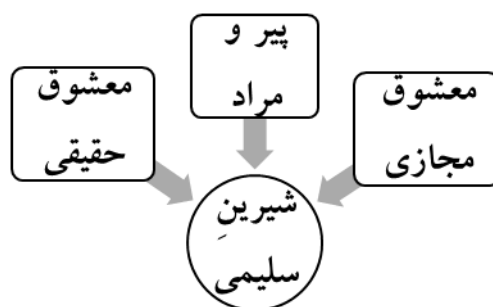 پیر و
مراد
معشوق
مجازی
معشوق
حقیقی
شیرینِ
سلیمی